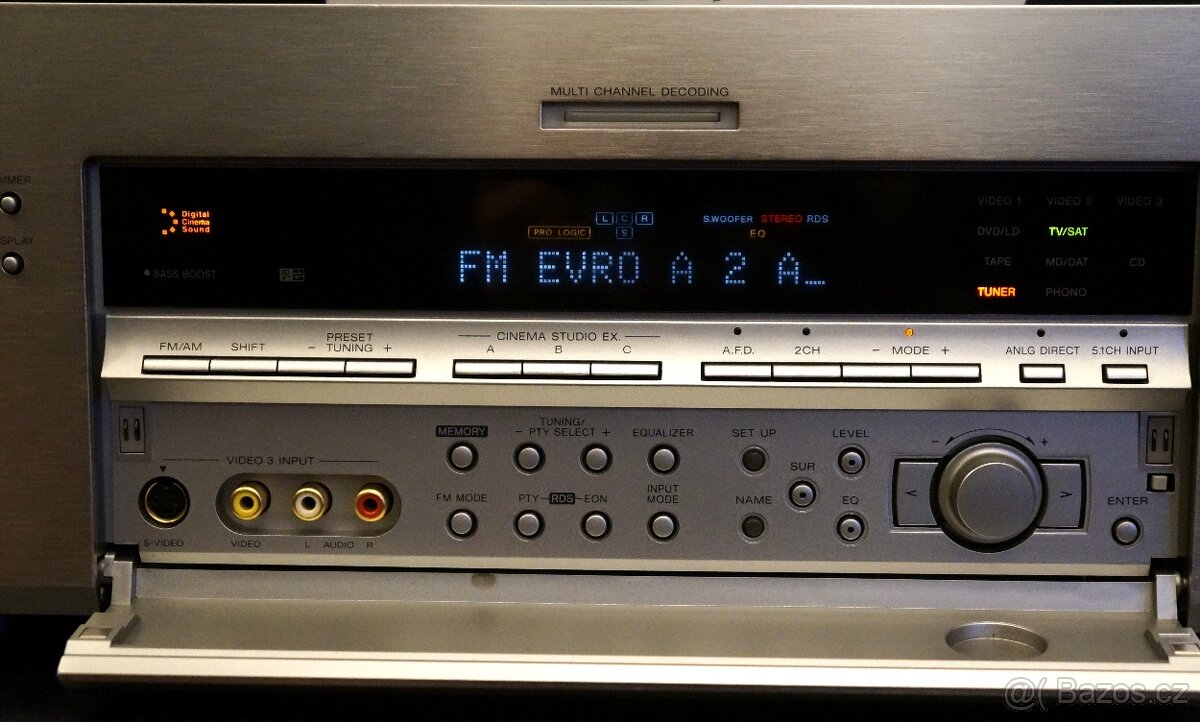 MULTI CHANNEL DECODING
MMER
SPLAY
Digital
Cinema
Sound
L C R
S.WOOFER STEREO RDS
PRO LOGIC S EQ
FM EVRO A 2 A_
BASS BOOST
VIDEO 1 VIDEO 2 VIDEO 3
DVD/LD TV/SAT
TAPE MD/DAT CD
TUNER PHONO
FM/AM SHIFT PRESET
− TUNING +
CINEMA STUDIO EX.
A B C
A.F.D. 2CH − MODE +
ANLG DIRECT 5.1CH INPUT
MEMORY TUNING/
− PTY SELECT + EQUALIZER
SET UP LEVEL
− +
VIDEO 3 INPUT
SUR
< >
FM MODE PTY RDS EON INPUT
MODE
NAME EQ
ENTER
S-VIDEO VIDEO L AUDIO R
@( Bazos.cz